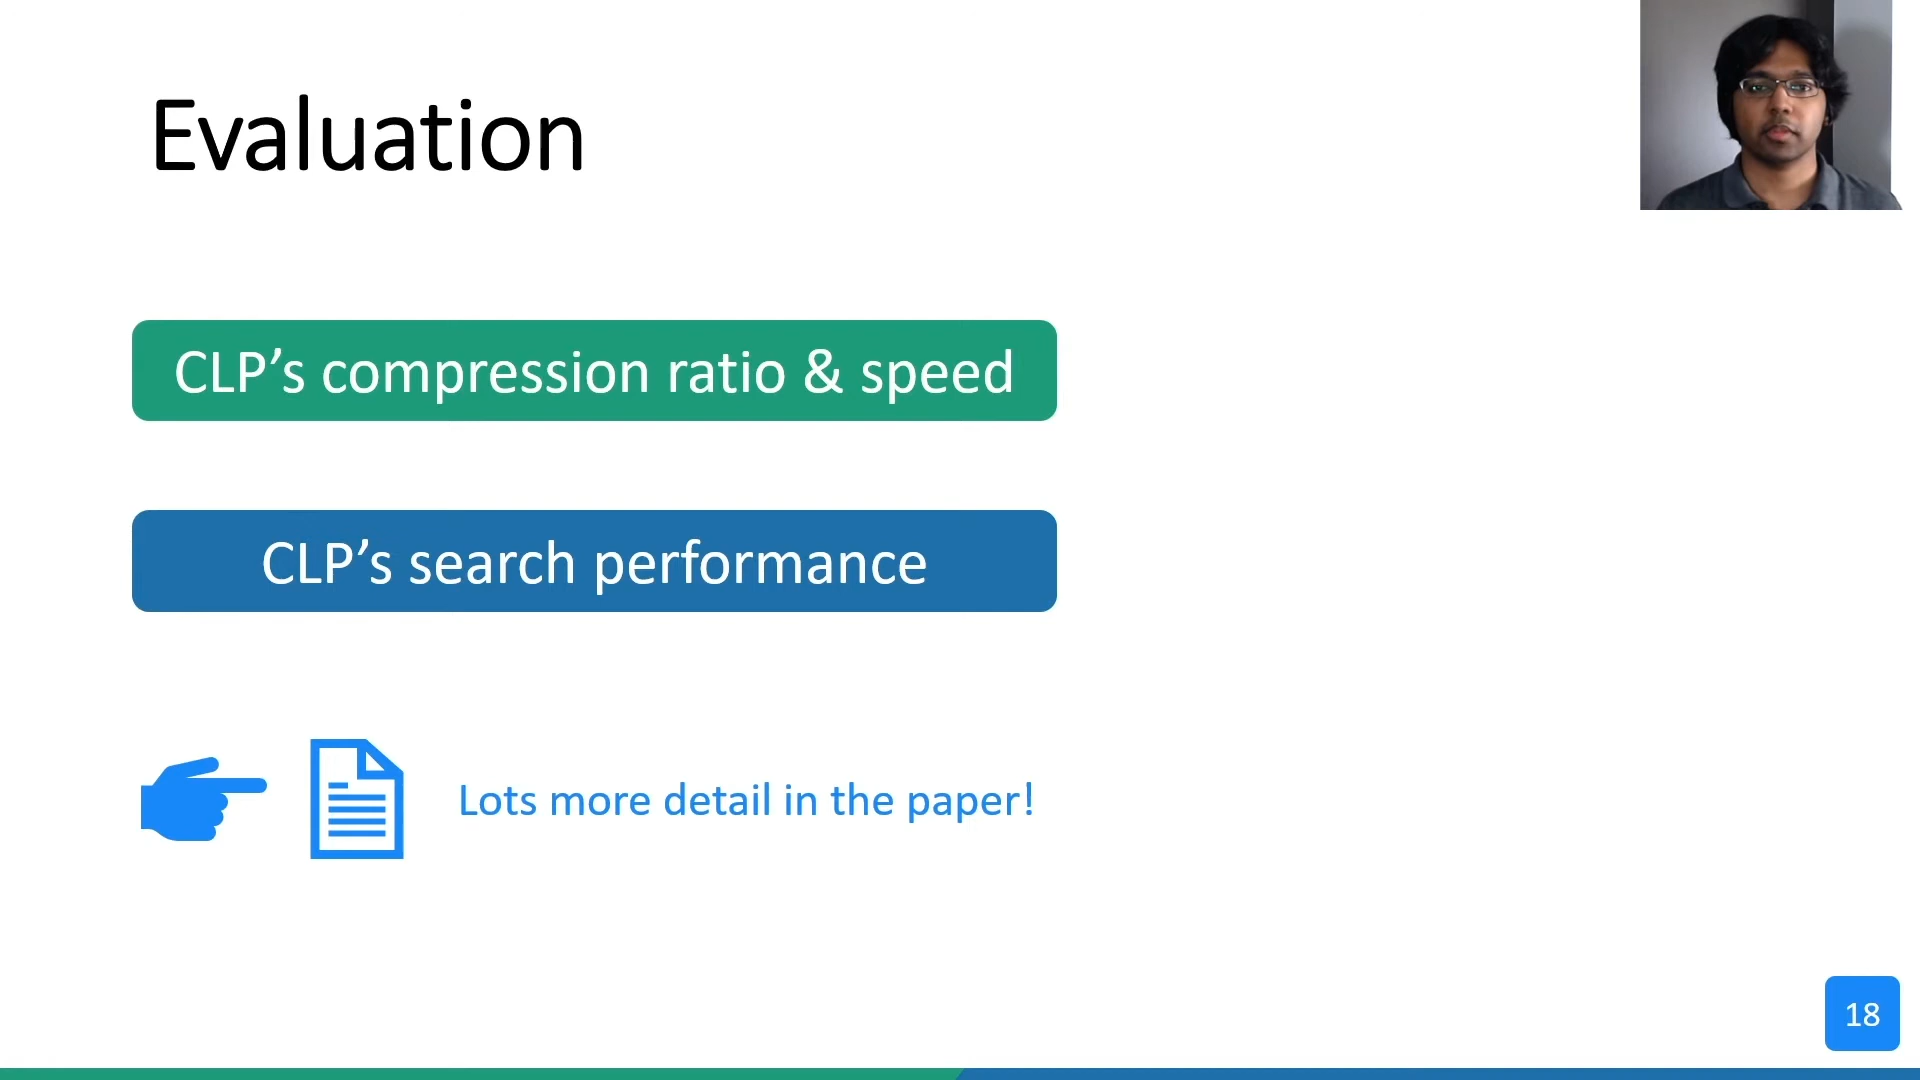 Evaluation
CLP’s compression ratio & speed
CLP’s search performance
Lots more detail in the paper!
18